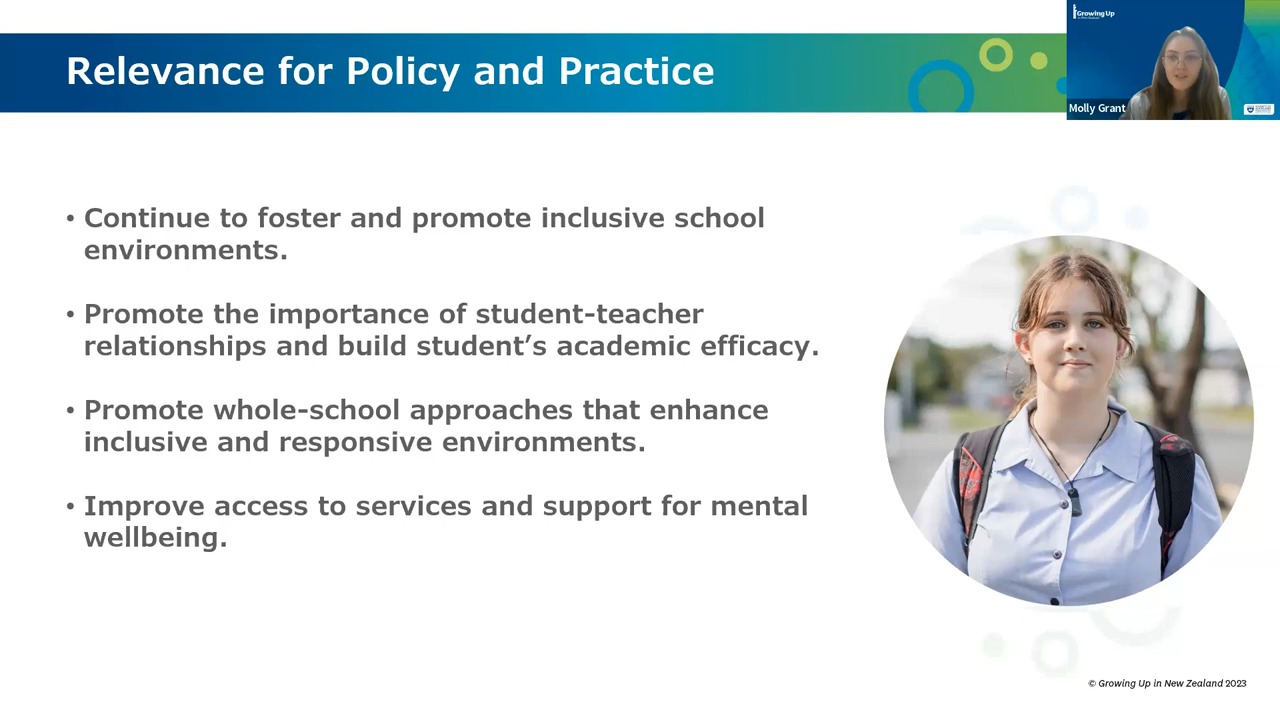 Relevance for Policy and Practice
Growing Up
Molly Grant
• Continue to foster and promote inclusive school
environments.
• Promote the importance of student-teacher
relationships and build student’s academic efficacy.
• Promote whole-school approaches that enhance
inclusive and responsive environments.
• Improve access to services and support for mental
wellbeing.
© Growing Up in New Zealand 2023